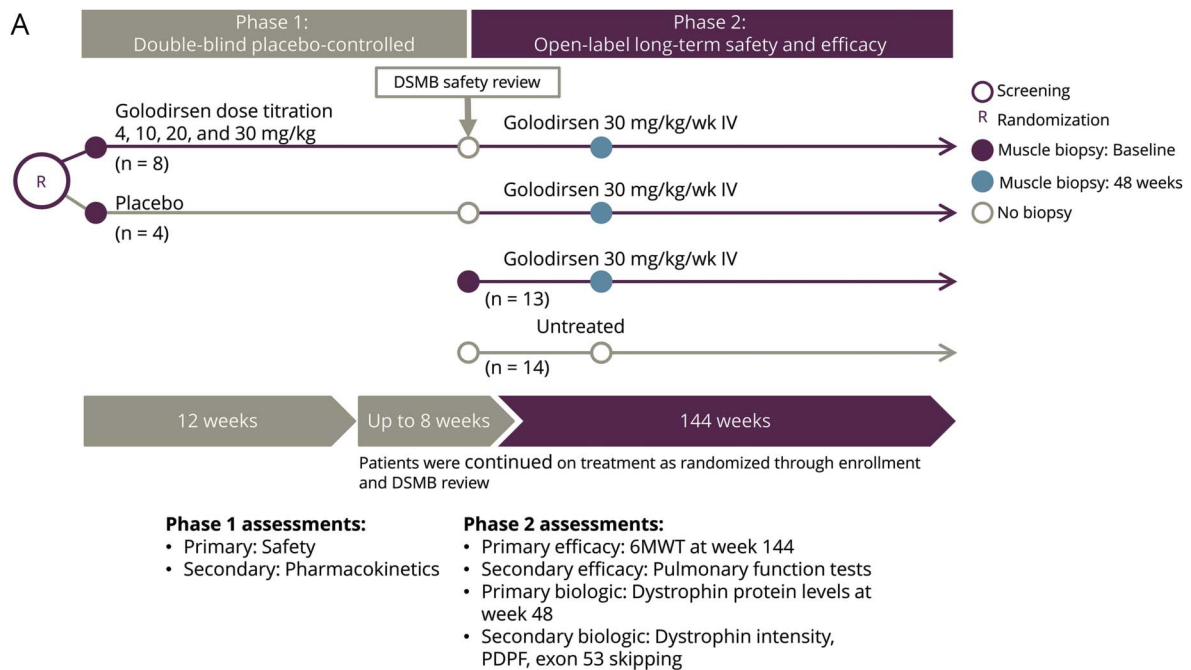 A
Phase 1:
Double-blind placebo-controlled
Phase 2:
Open-label long-term safety and efficacy
DSMB safety review
Golodirsen dose titration
4, 10, 20, and 30 mg/kg
(n = 8)
Golodirsen 30 mg/kg/wk IV
R
Placebo
(n = 4)
Golodirsen 30 mg/kg/wk IV
Golodirsen 30 mg/kg/wk IV
(n = 13)
Untreated
(n = 14)
Screening
R Randomization
Muscle biopsy: Baseline
Muscle biopsy: 48 weeks
No biopsy
12 weeks
Up to 8 weeks
144 weeks
Patients were continued on treatment as randomized through enrollment
and DSMB review
Phase 1 assessments:
• Primary: Safety
• Secondary: Pharmacokinetics
Phase 2 assessments:
• Primary efficacy: 6MWT at week 144
• Secondary efficacy: Pulmonary function tests
• Primary biologic: Dystrophin protein levels at
week 48
• Secondary biologic: Dystrophin intensity,
PDPF, exon 53 skipping